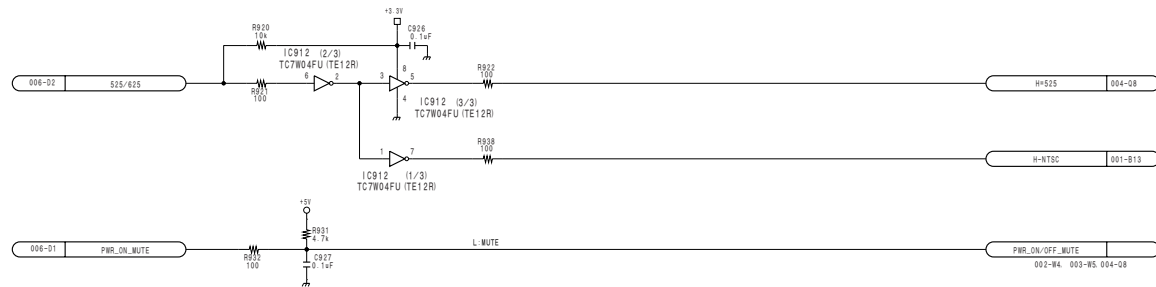 +3.3V
R920
10k
C926
0.1uF
IC912 (2/3)
TC7W04FU(TE12R)
8
006-D2 525/625
R921
100
6 2
3 5
4
R922
100
H=525 004-Q8
IC912 (3/3)
TC7W04FU(TE12R)
1 7
R938
100
H-NTSC 001-B13
IC912 (1/3)
TC7W04FU(TE12R)
+5V
R931
4.7k
006-D1 PWR_ON_MUTE
R932
100
C927
0.1uF
L:MUTE
PWR_ON/OFF_MUTE
002-W4. 003-W5. 004-Q8